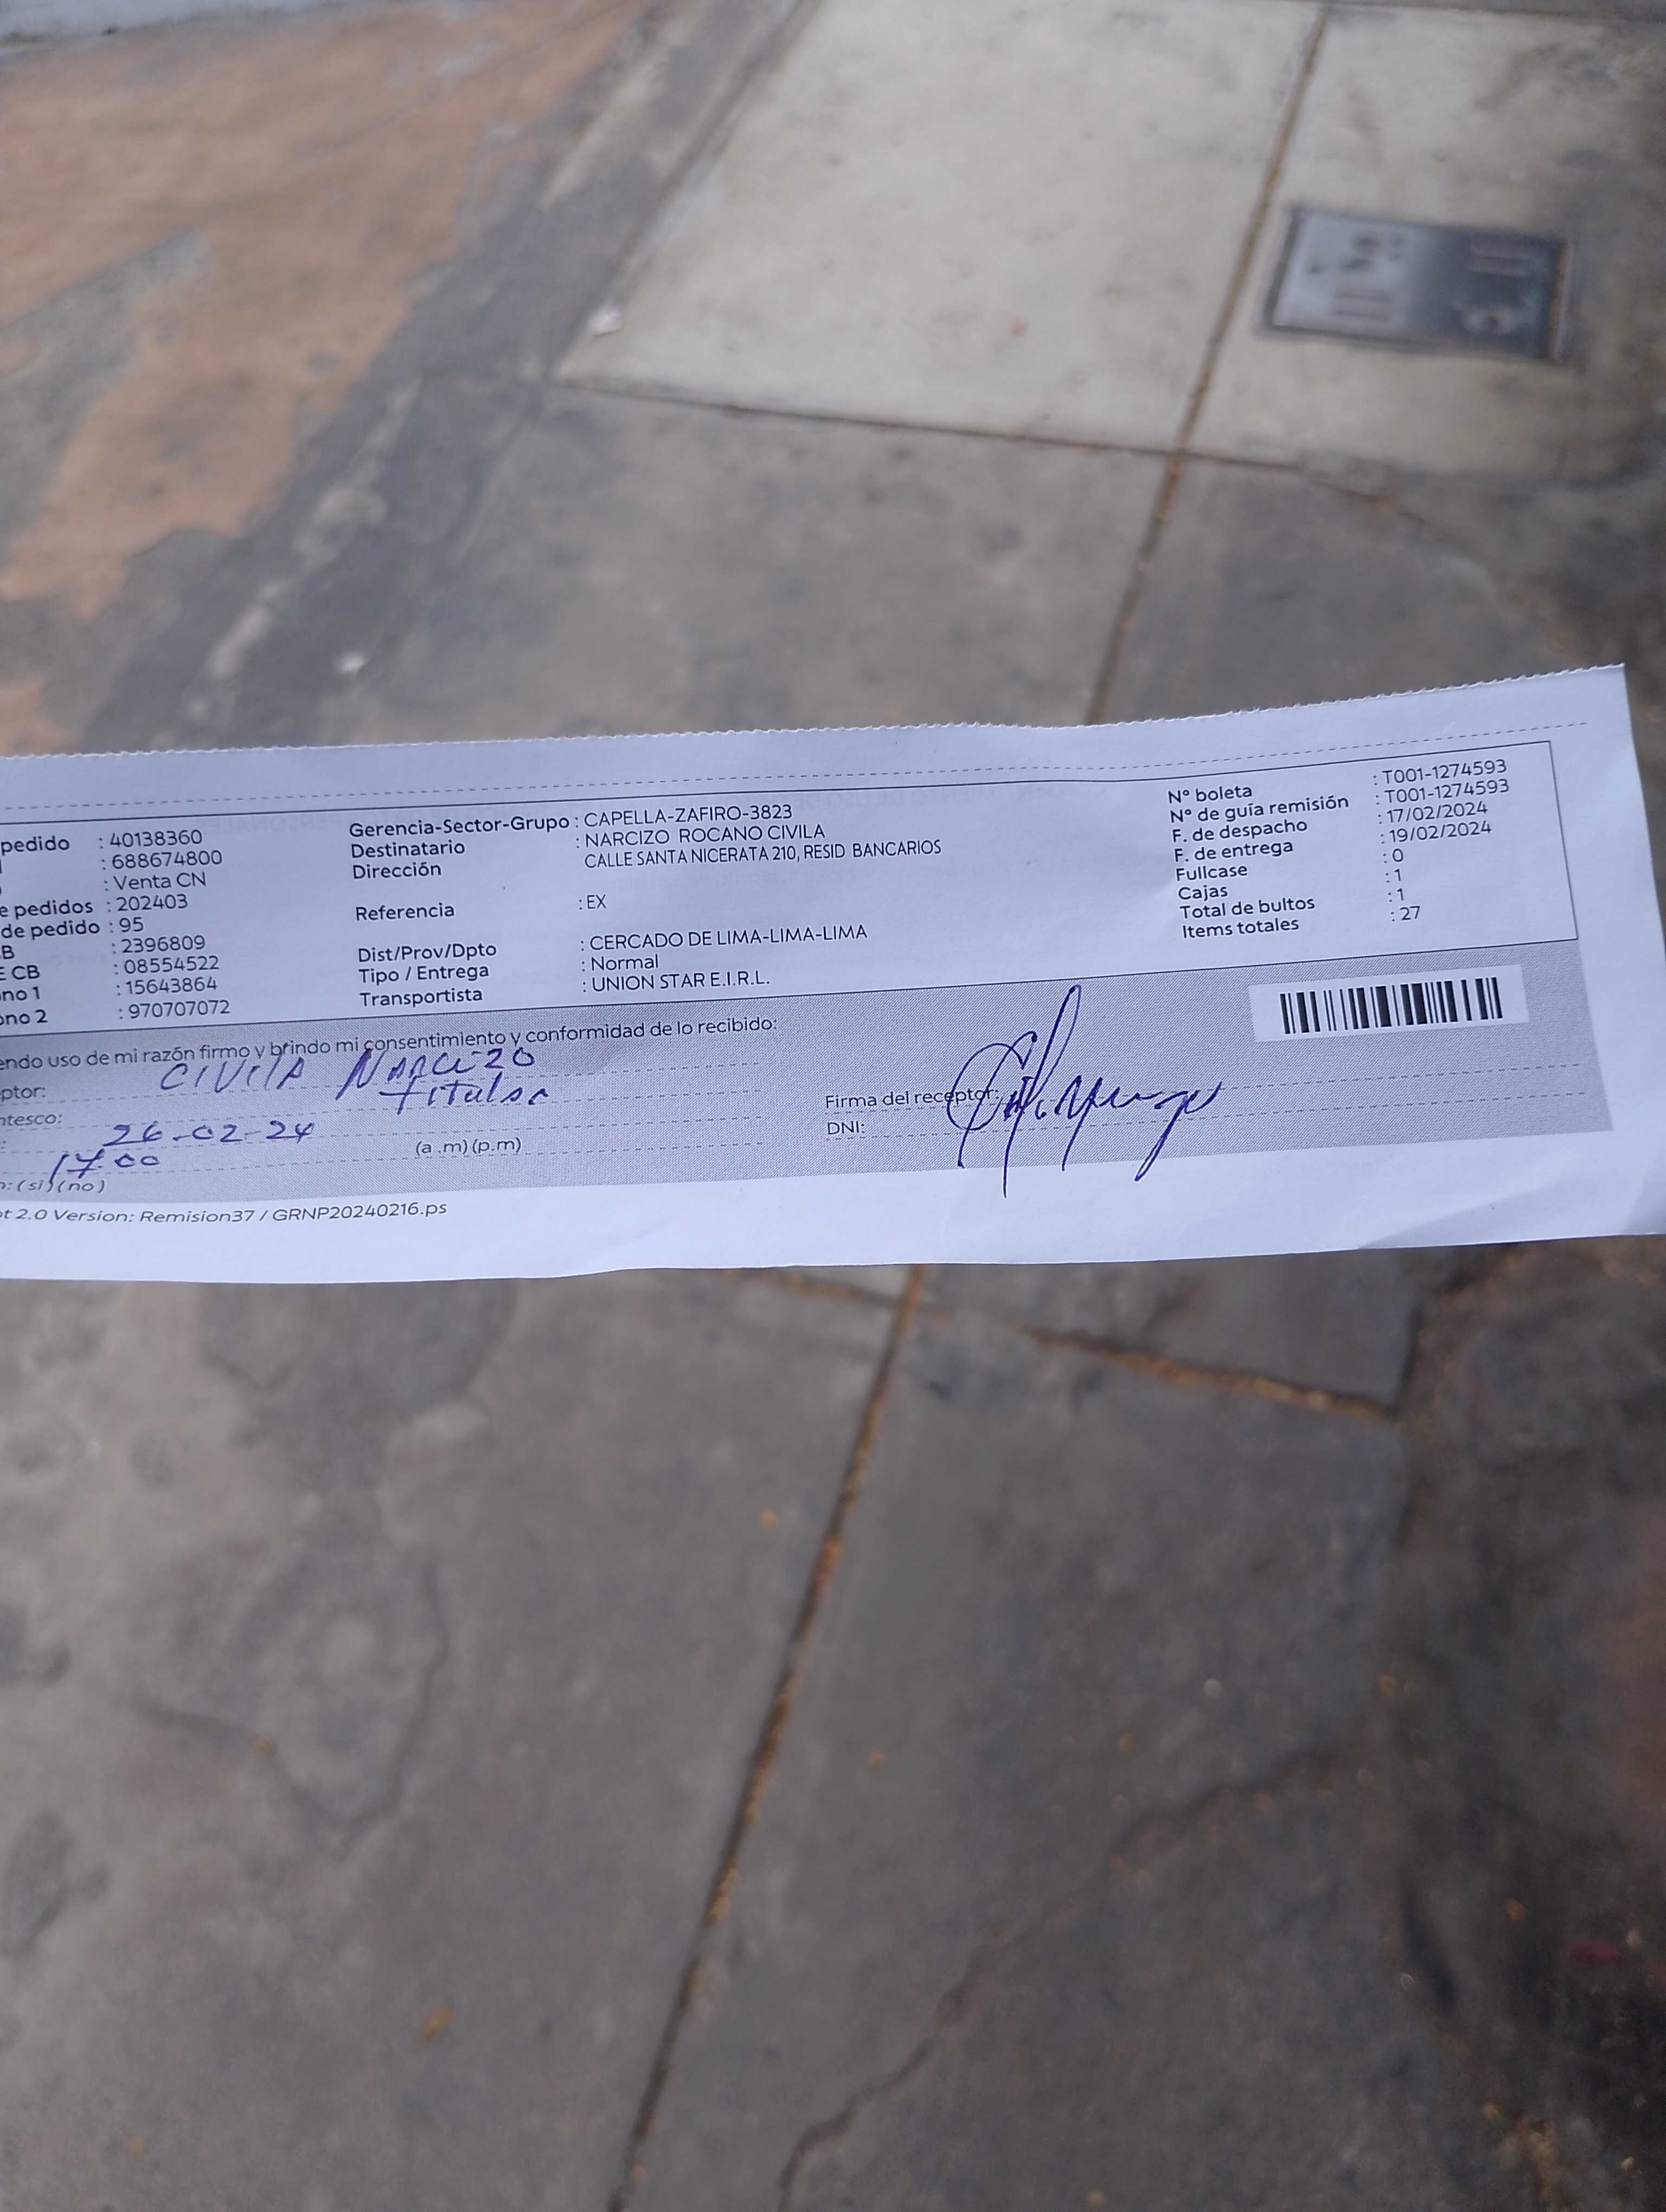 pedido : 40138360
: 688674800
: Venta CN
e pedidos : 202403
de pedido : 95
B : 2396809
E CB : 08554522
no 1 : 15643864
ono 2 : 970707072
Gerencia-Sector-Grupo : CAPELLA-ZAFIRO-3823
Destinatario : NARCIZO ROCANO CIVILA
Dirección CALLE SANTA NICERATA 210, RESID BANCARIOS
Referencia : EX
Dist/Prov/Dpto : CERCADO DE LIMA-LIMA-LIMA
Tipo / Entrega : Normal
Transportista : UNION STAR E.I.R.L.
N° boleta : T001-1274593
N° de guía remisión : T001-1274593
F. de despacho : 17/02/2024
F. de entrega : 19/02/2024
Fullcase : 0
Cajas : 1
Total de bultos : 1
Items totales : 27
endo uso de mi razón firmo y brindo mi consentimiento y conformidad de lo recibido:
ptor: CIVILA NARCIZO
ntesco: titular
: 26-02-24
17:00 (a.m) (p.m)
n: (si) (no)
Firma del receptor:
DNI:
ot 2.0 Version: Remision37 / GRNP20240216.ps